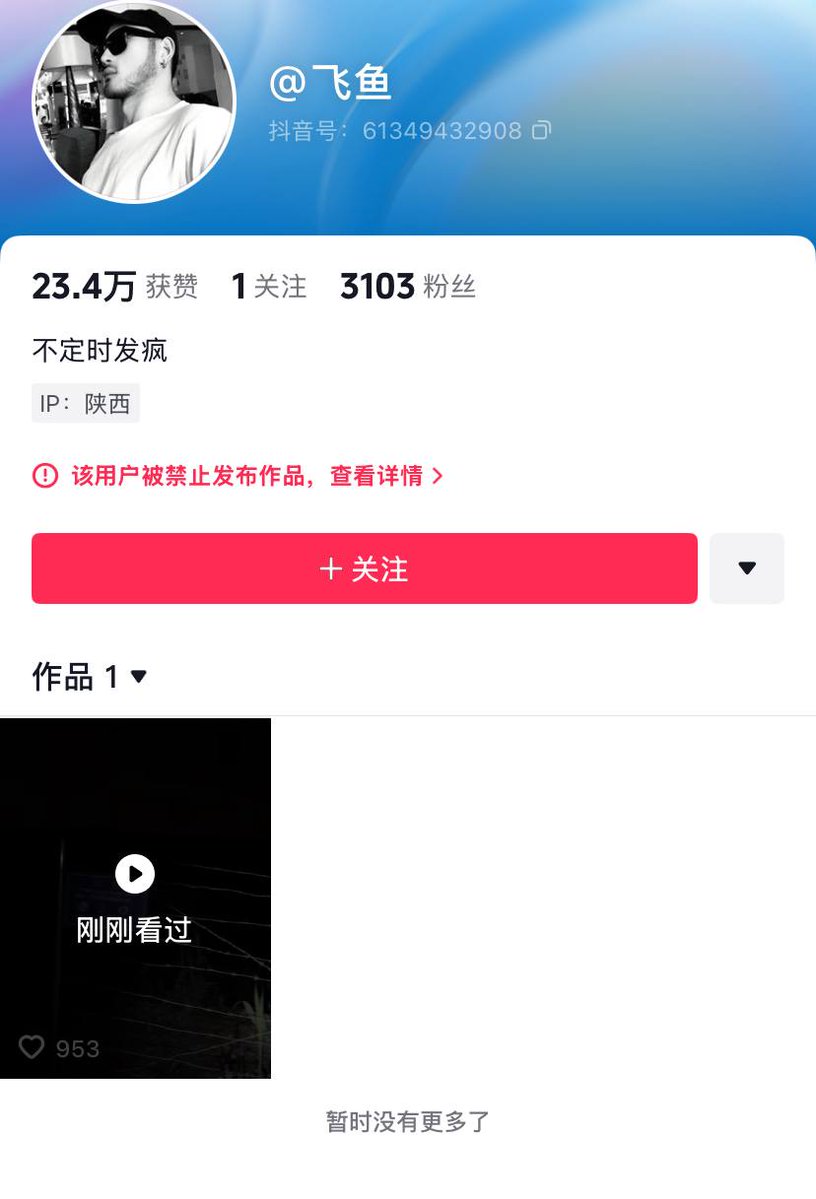 @飞鱼
抖音号：61349432908
23.4万 获赞 1 关注 3103 粉丝
不定时发疯
IP：陕西
该用户被禁止发布作品，查看详情
关注
作品 1
刚刚看过
953
暂时没有更多了